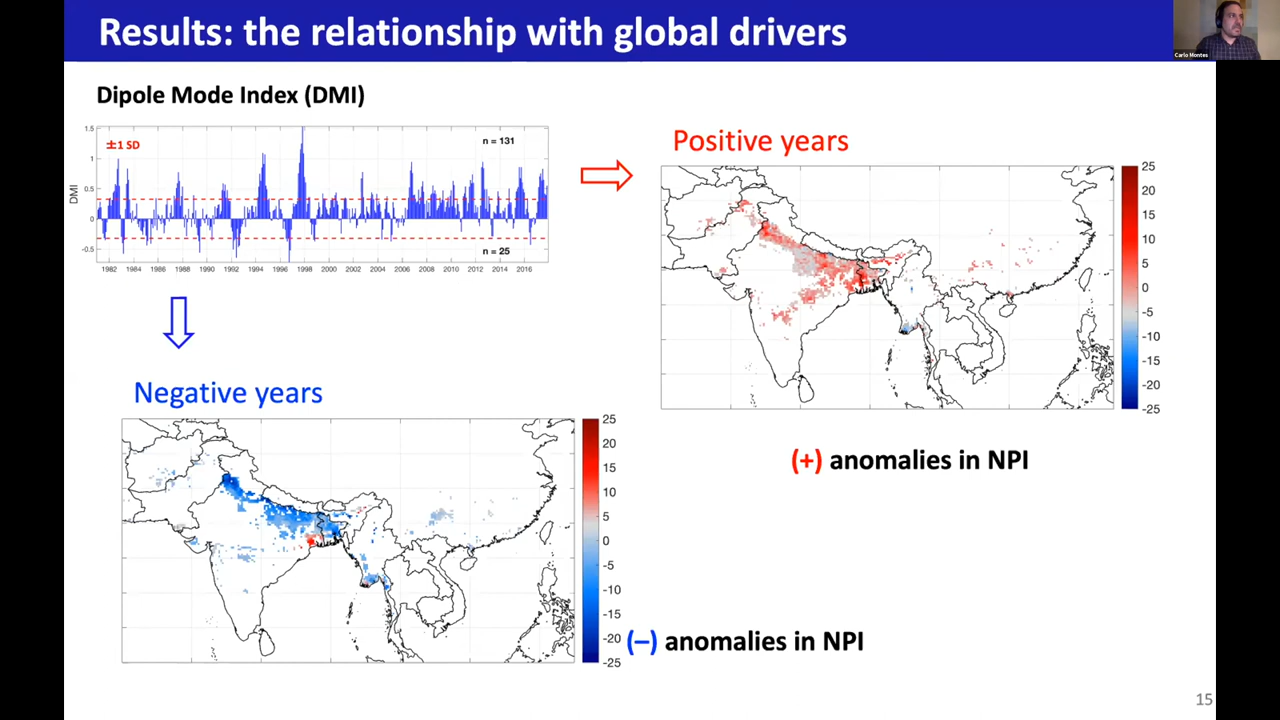 Results: the relationship with global drivers
Carlo Montes
Dipole Mode Index (DMI)
±1 SD
n = 131
n = 25
DMI
1.5
1
0.5
0
-0.5
1982 1984 1986 1988 1990 1992 1994 1996 1998 2000 2002 2004 2006 2008 2010 2012 2014 2016
Positive years
25
20
15
10
5
0
-5
-10
-15
-20
-25
(+) anomalies in NPI
Negative years
25
20
15
10
5
0
-5
-10
-15
-20
-25
(–) anomalies in NPI
15